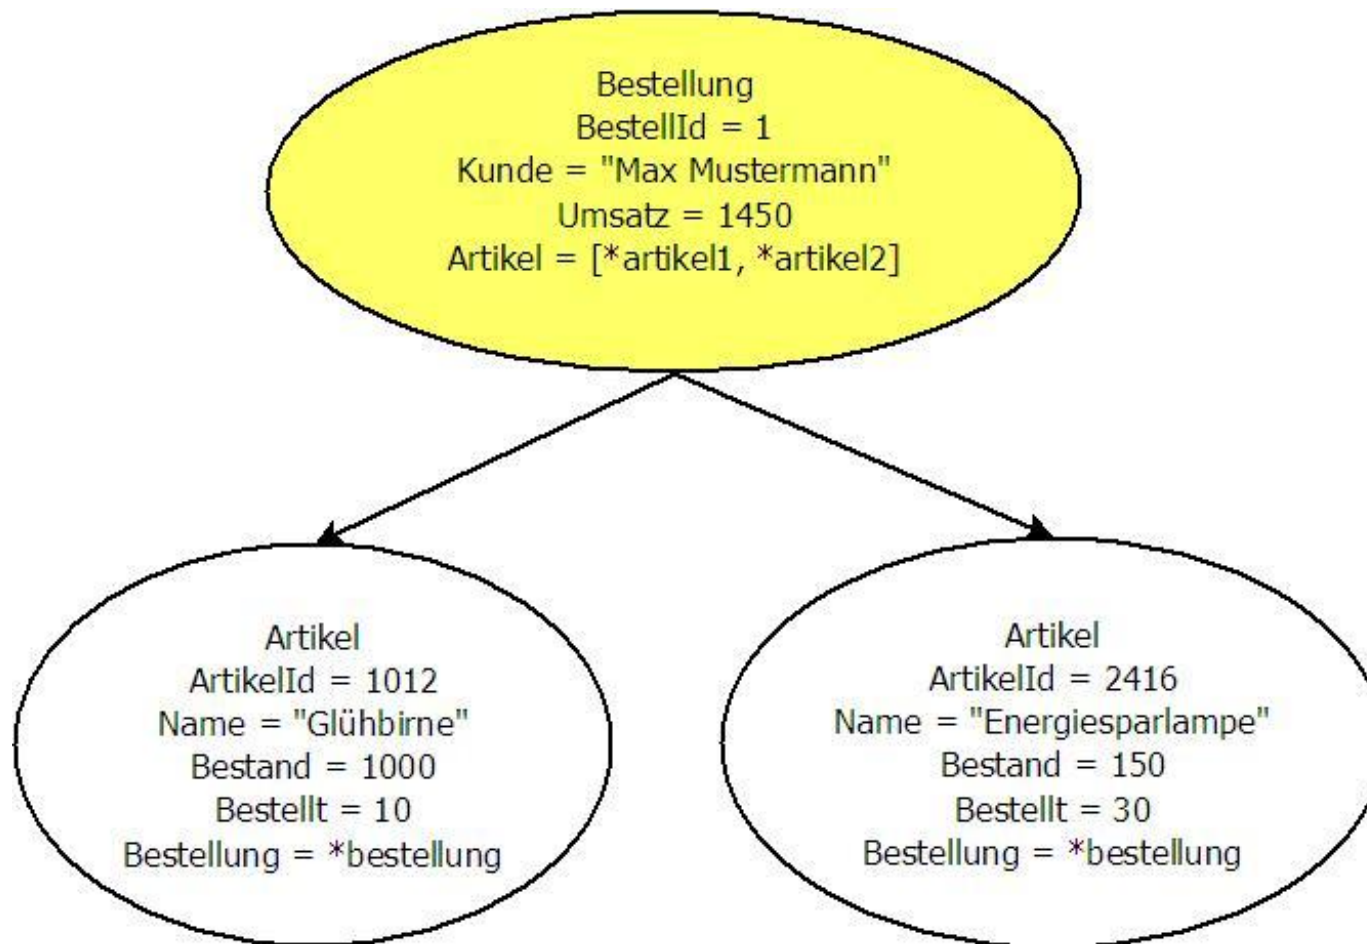 Bestellung
BestellId = 1
Kunde = "Max Mustermann"
Umsatz = 1450
Artikel = [*artikel1, *artikel2]
Artikel
ArtikelId = 1012
Name = "Glühbirne"
Bestand = 1000
Bestellt = 10
Bestellung = *bestellung
Artikel
ArtikelId = 2416
Name = "Energiesparlampe"
Bestand = 150
Bestellt = 30
Bestellung = *bestellung